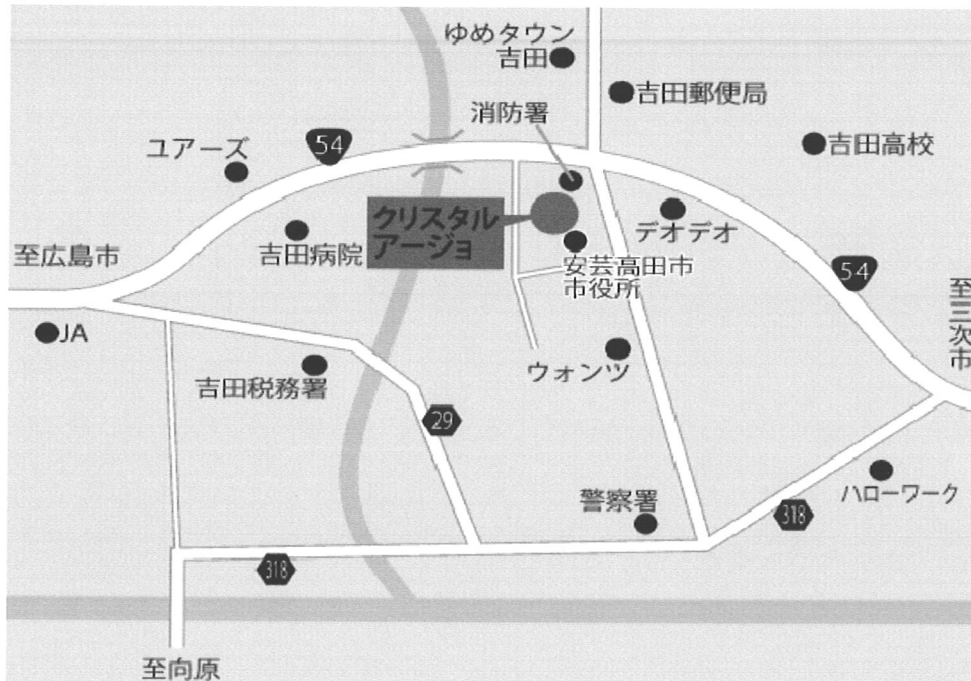 ゆめタウン
吉田
吉田郵便局
消防署
吉田高校
54
ユアーズ
クリスタル
アージョ
デオデオ
吉田病院
至広島市
安芸高田市
市役所
54
至三次市
JA
ウォンツ
吉田税務署
29
ハローワーク
警察署
318
318
至向原